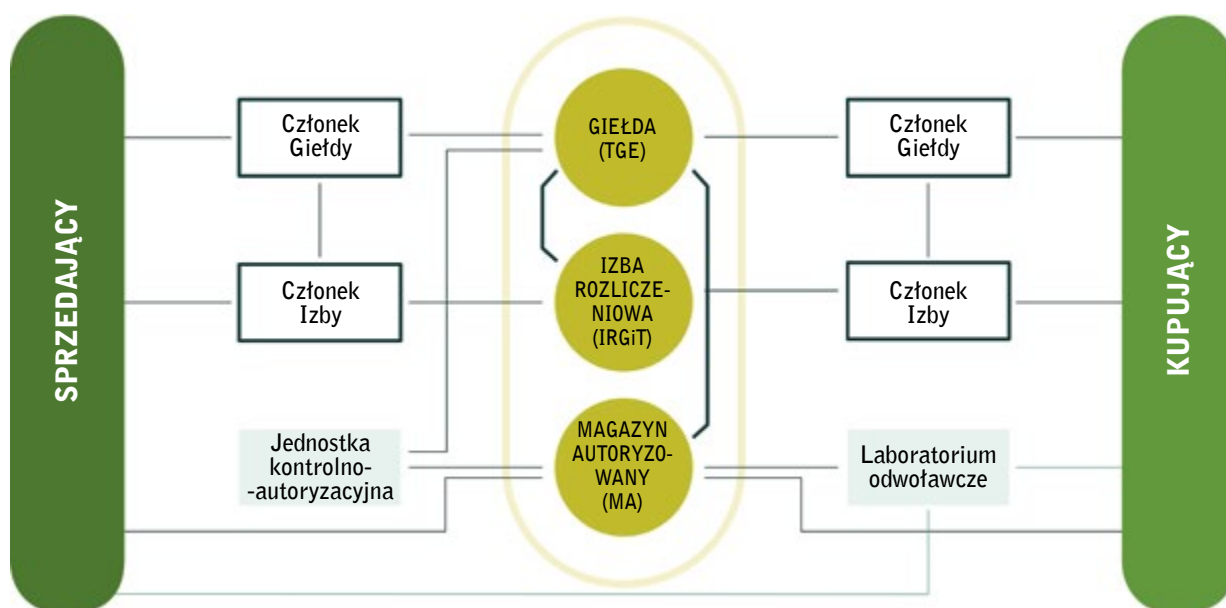 SPRZEDAJĄCY
Członek
Giełdy
Członek
Izby
Jednostka
kontrolno-
-autoryzacyjna
GIEŁDA
(TGE)
IZBA
ROZLICZE-
NIOWA
(IRGiT)
MAGAZYN
AUTORYZO-
WANY
(MA)
Członek
Giełdy
Członek
Izby
Laboratorium
odwoławcze
KUPUJĄCY